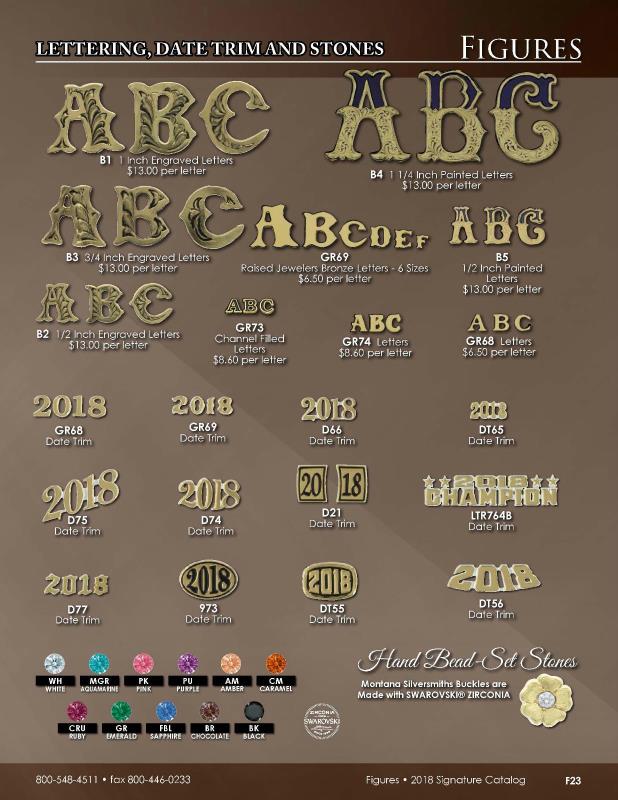 LETTERING, DATE TRIM AND STONES
FIGURES
ABC
B1 1 Inch Engraved Letters
$13.00 per letter
ABC
B4 1 1/4 Inch Painted Letters
$13.00 per letter
ABC
B3 3/4 Inch Engraved Letters
$13.00 per letter
ABCDEF
GR69
Raised Jewelers Bronze Letters - 6 Sizes
$6.50 per letter
ABC
B5
1/2 Inch Painted
Letters
$13.00 per letter
ABC
B2 1/2 Inch Engraved Letters
$13.00 per letter
ABC
GR73
Channel Filled
Letters
$8.60 per letter
ABC
GR74 Letters
$8.60 per letter
ABC
GR68 Letters
$6.50 per letter
2018
GR68
Date Trim
2018
GR69
Date Trim
2018
D66
Date Trim
2018
DT65
Date Trim
2018
D75
Date Trim
2018
D74
Date Trim
20 18
D21
Date Trim
2018
CHAMPION
LTR764B
Date Trim
2018
D77
Date Trim
2018
973
Date Trim
2018
DT55
Date Trim
2018
DT56
Date Trim
WH
WHITE
MGR
AQUAMARINE
PK
PINK
PU
PURPLE
AM
AMBER
CM
CARAMEL
CRU
RUBY
GR
EMERALD
FBL
SAPPHIRE
BR
CHOCOLATE
BK
BLACK
ZIRCONIA
SWAROVSKI
Hand Bead-Set Stones
Montana Silversmiths Buckles are
Made with SWAROVSKI® ZIRCONIA
800-548-4511 • fax 800-446-0233
Figures • 2018 Signature Catalog
F23